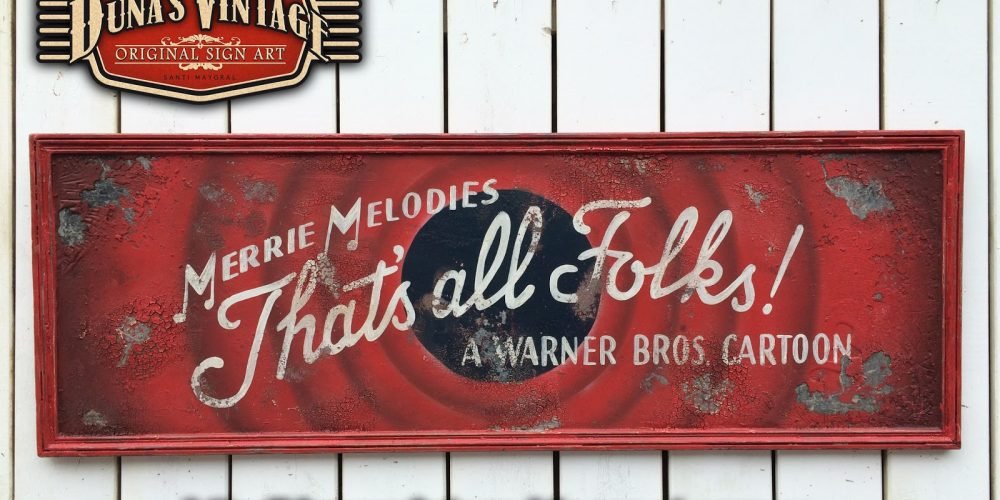 DUNA'S VINTAGE
ORIGINAL SIGN ART
SANTI MAYORAL
MERRIE MELODIES
That's all Folks!
A WARNER BROS. CARTOON